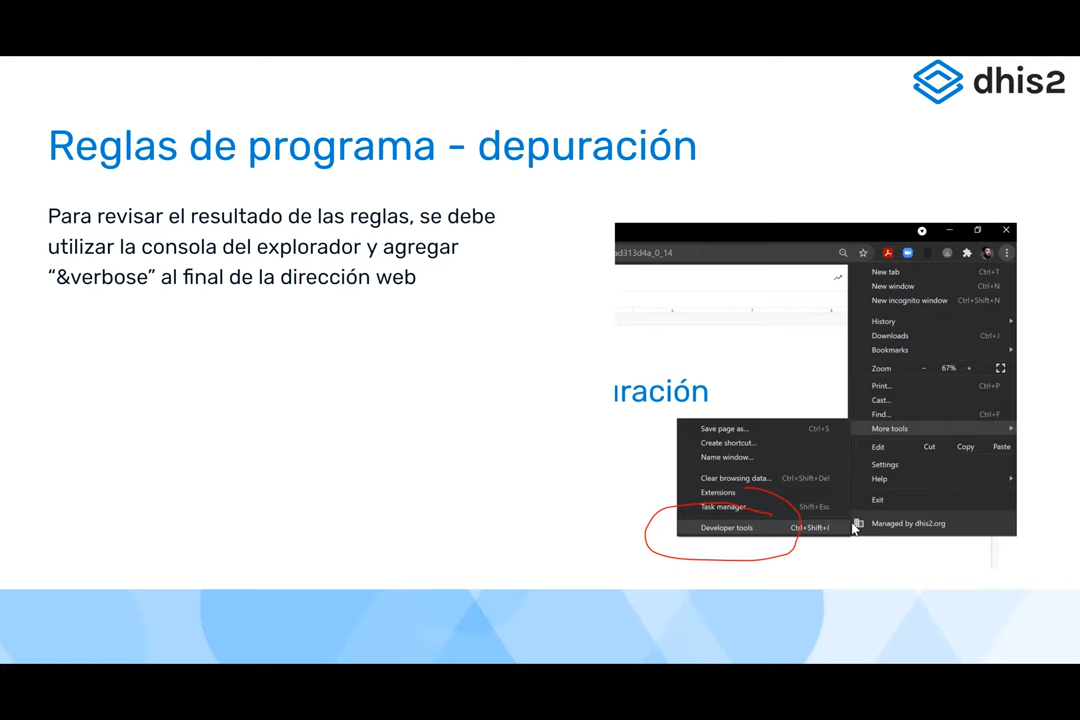 dhis2
Reglas de programa - depuración
Para revisar el resultado de las reglas, se debe
utilizar la consola del explorador y agregar
“&verbose” al final de la dirección web
ad313d4a_0_14
New tab Ctrl+T
New window Ctrl+N
New incognito window Ctrl+Shift+N
History
Downloads Ctrl+J
Bookmarks
Zoom − 67% +
Print... Ctrl+P
Cast...
Find... Ctrl+F
More tools
Edit Cut Copy Paste
Settings
Help
Exit
Managed by dhis2.org
uración
Save page as... Ctrl+S
Create shortcut...
Name window...
Clear browsing data... Ctrl+Shift+Del
Extensions
Task manager Shift+Esc
Developer tools Ctrl+Shift+I